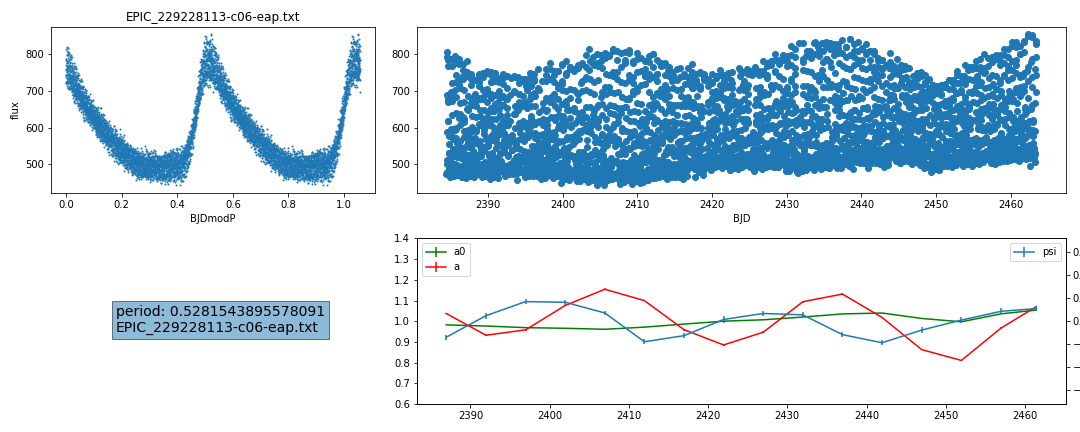 EPIC_229228113-c06-eap.txt
flux
800
700
600
500
0.0 0.2 0.4 0.6 0.8 1.0
BJDmodP
800
700
600
500
2390 2400 2410 2420 2430 2440 2450 2460
BJD
period: 0.5281543895578091
EPIC_229228113-c06-eap.txt
a0
a
psi
1.4
1.3
1.2
1.1
1.0
0.9
0.8
0.7
0.6
2390 2400 2410 2420 2430 2440 2450 2460